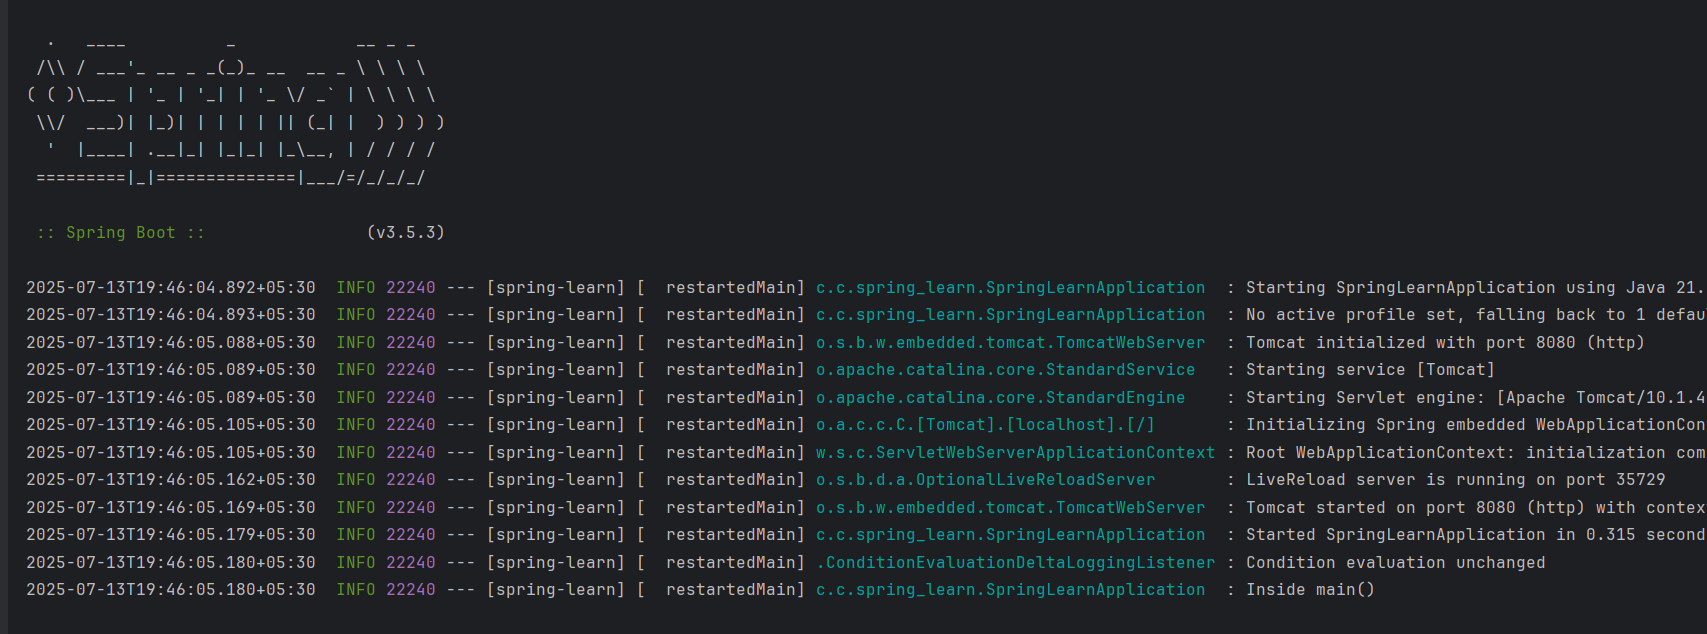 .   ____          _            __ _ _
 /\\ / ___'_ __ _ _(_)_ __  __ _ \ \ \ \
( ( )\___ | '_ | '_| | '_ \/ _` | \ \ \ \
 \\/  ___)| |_)| | | | | || (_| |  ) ) ) )
  '  |____| .__|_| |_|_| |_\__, | / / / /
 =========|_|==============|___/=/_/_/_/

 :: Spring Boot ::                (v3.5.3)

2025-07-13T19:46:04.892+05:30  INFO 22240 --- [spring-learn] [  restartedMain] c.c.spring_learn.SpringLearnApplication  : Starting SpringLearnApplication using Java 21.
2025-07-13T19:46:04.893+05:30  INFO 22240 --- [spring-learn] [  restartedMain] c.c.spring_learn.SpringLearnApplication  : No active profile set, falling back to 1 defau
2025-07-13T19:46:05.088+05:30  INFO 22240 --- [spring-learn] [  restartedMain] o.s.b.w.embedded.tomcat.TomcatWebServer  : Tomcat initialized with port 8080 (http)
2025-07-13T19:46:05.089+05:30  INFO 22240 --- [spring-learn] [  restartedMain] o.apache.catalina.core.StandardService   : Starting service [Tomcat]
2025-07-13T19:46:05.089+05:30  INFO 22240 --- [spring-learn] [  restartedMain] o.apache.catalina.core.StandardEngine    : Starting Servlet engine: [Apache Tomcat/10.1.4
2025-07-13T19:46:05.105+05:30  INFO 22240 --- [spring-learn] [  restartedMain] o.a.c.c.C.[Tomcat].[localhost].[/]       : Initializing Spring embedded WebApplicationCon
2025-07-13T19:46:05.105+05:30  INFO 22240 --- [spring-learn] [  restartedMain] w.s.c.ServletWebServerApplicationContext : Root WebApplicationContext: initialization com
2025-07-13T19:46:05.162+05:30  INFO 22240 --- [spring-learn] [  restartedMain] o.s.b.d.a.OptionalLiveReloadServer       : LiveReload server is running on port 35729
2025-07-13T19:46:05.169+05:30  INFO 22240 --- [spring-learn] [  restartedMain] o.s.b.w.embedded.tomcat.TomcatWebServer  : Tomcat started on port 8080 (http) with contex
2025-07-13T19:46:05.179+05:30  INFO 22240 --- [spring-learn] [  restartedMain] c.c.spring_learn.SpringLearnApplication  : Started SpringLearnApplication in 0.315 second
2025-07-13T19:46:05.180+05:30  INFO 22240 --- [spring-learn] [  restartedMain] .ConditionEvaluationDeltaLoggingListener : Condition evaluation unchanged
2025-07-13T19:46:05.180+05:30  INFO 22240 --- [spring-learn] [  restartedMain] c.c.spring_learn.SpringLearnApplication  : Inside main()